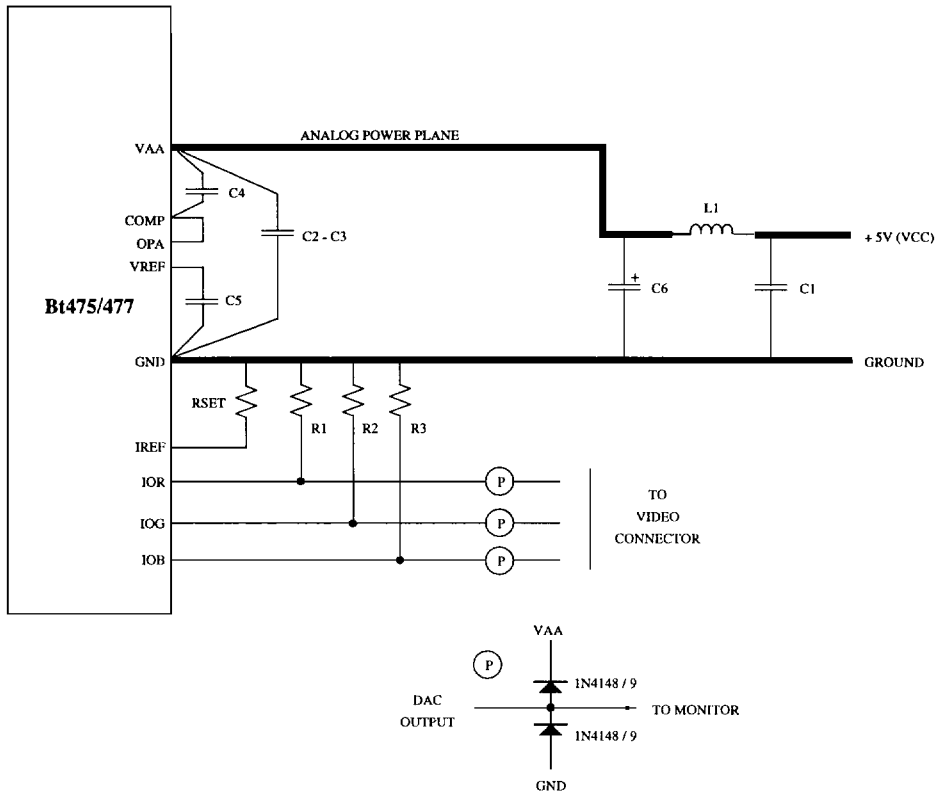 ANALOG POWER PLANE
VAA
C4
COMP
OPA
C2 - C3
VREF
C5
Bt475/477
L1
+ 5V (VCC)
+
C6
C1
GND
GROUND
RSET
R1
R2
R3
IREF
IOR
P
IOG
P
IOB
P
TO
VIDEO
CONNECTOR
VAA
P
1N4148 / 9
DAC
OUTPUT
TO MONITOR
1N4148 / 9
GND